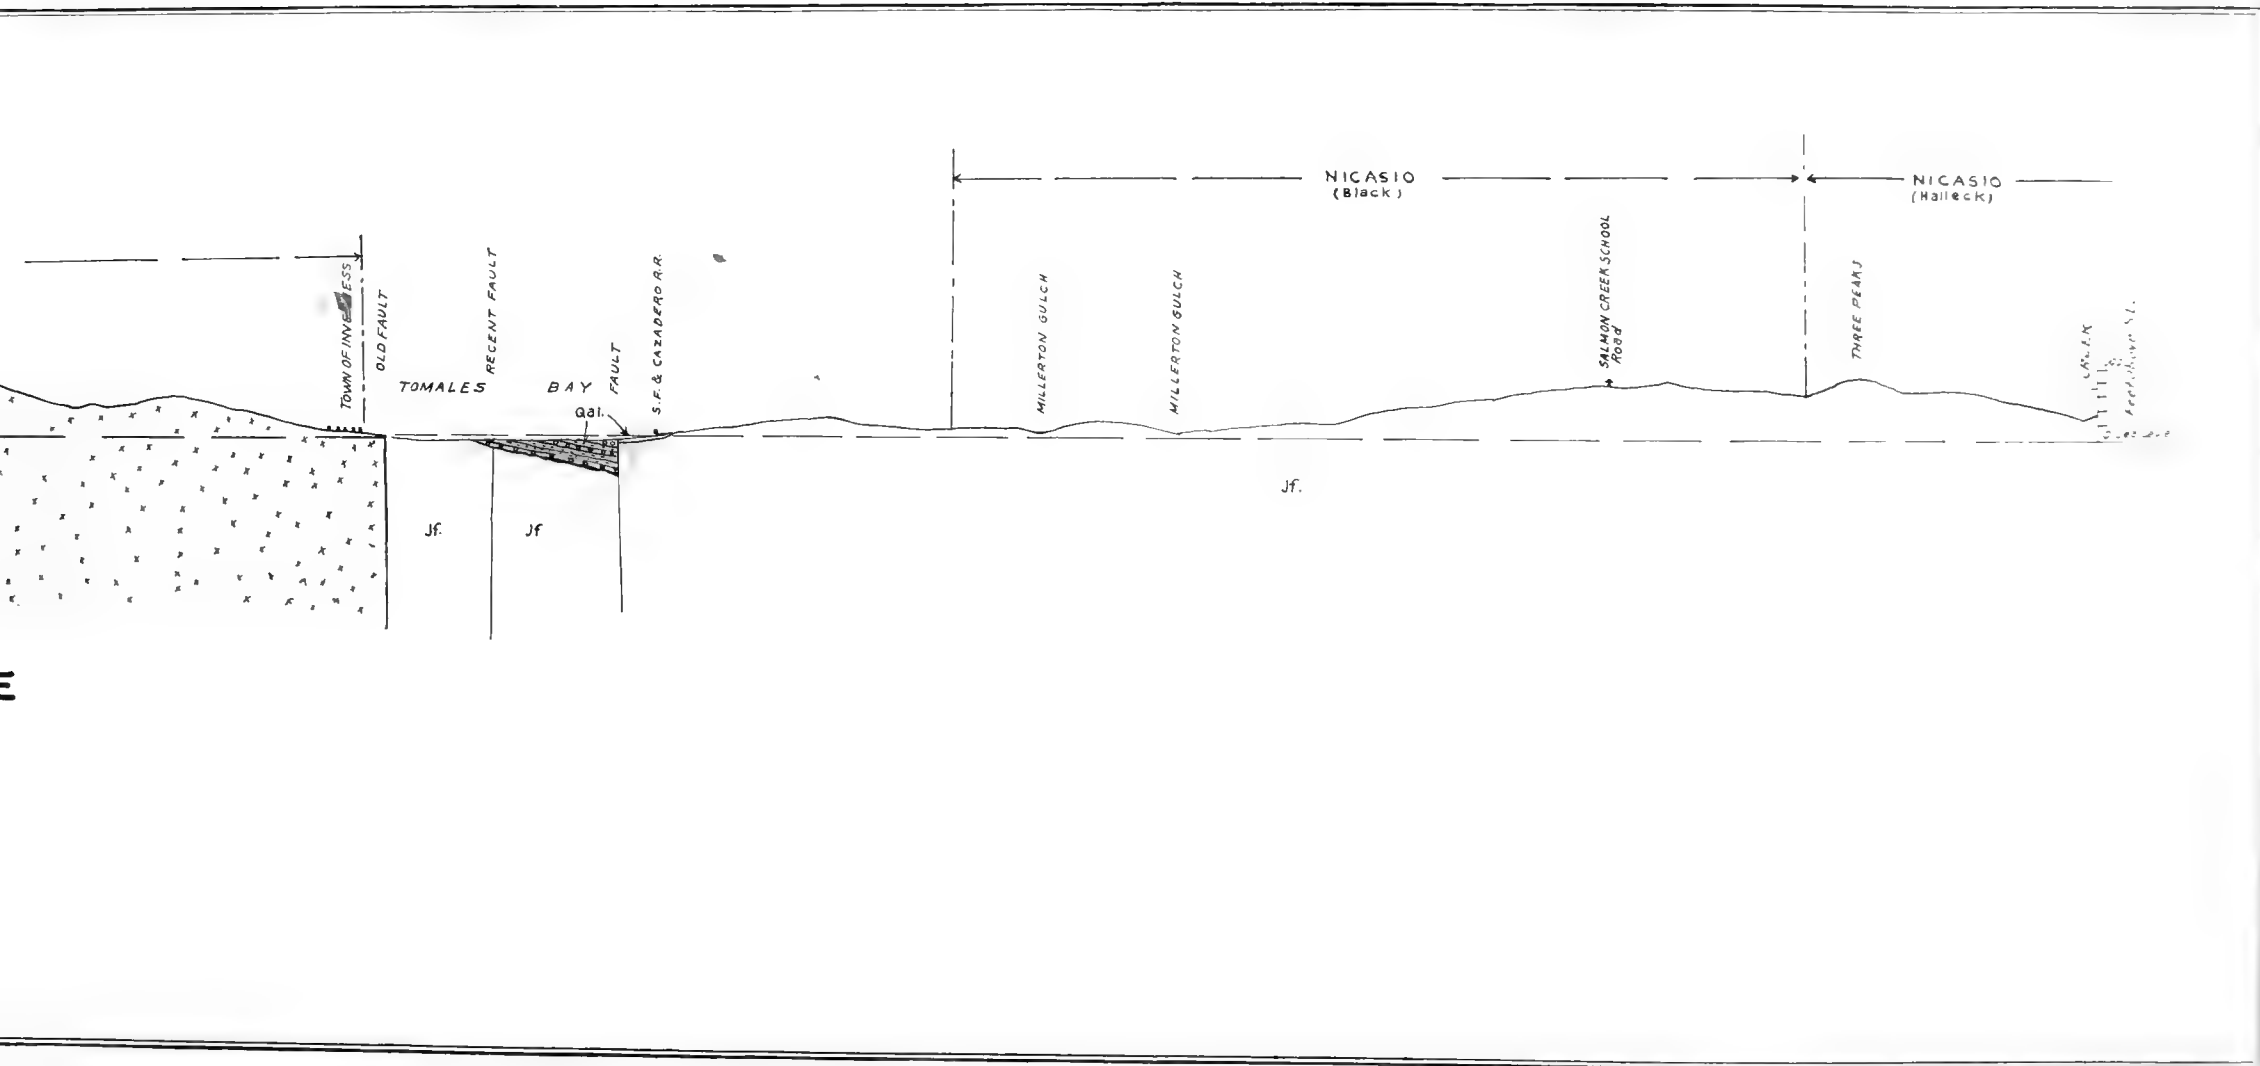 NICASIO
(Black)
NICASIO
(Halleck)
TOWN OF INVERNESS
OLD FAULT
RECENT FAULT
TOMALES BAY
FAULT
Qal.
S.F. & CAZADERO R.R.
MILLERTON GULCH
MILLERTON GULCH
SALMON CREEK SCHOOL
Road
THREE PEAKS
Jf.
Jf
Jf.
E